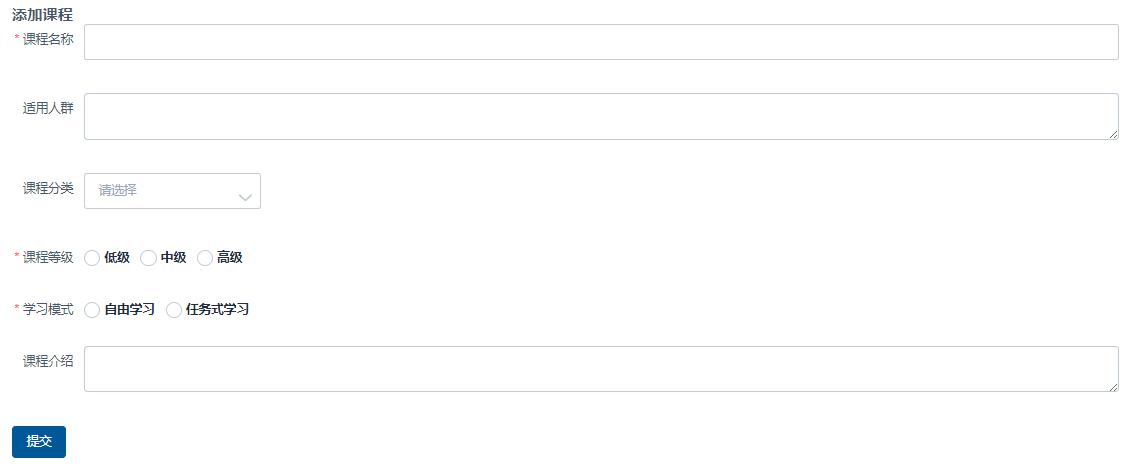 添加课程
* 课程名称
适用人群
课程分类 请选择
* 课程等级 低级 中级 高级
* 学习模式 自由学习 任务式学习
课程介绍
提交